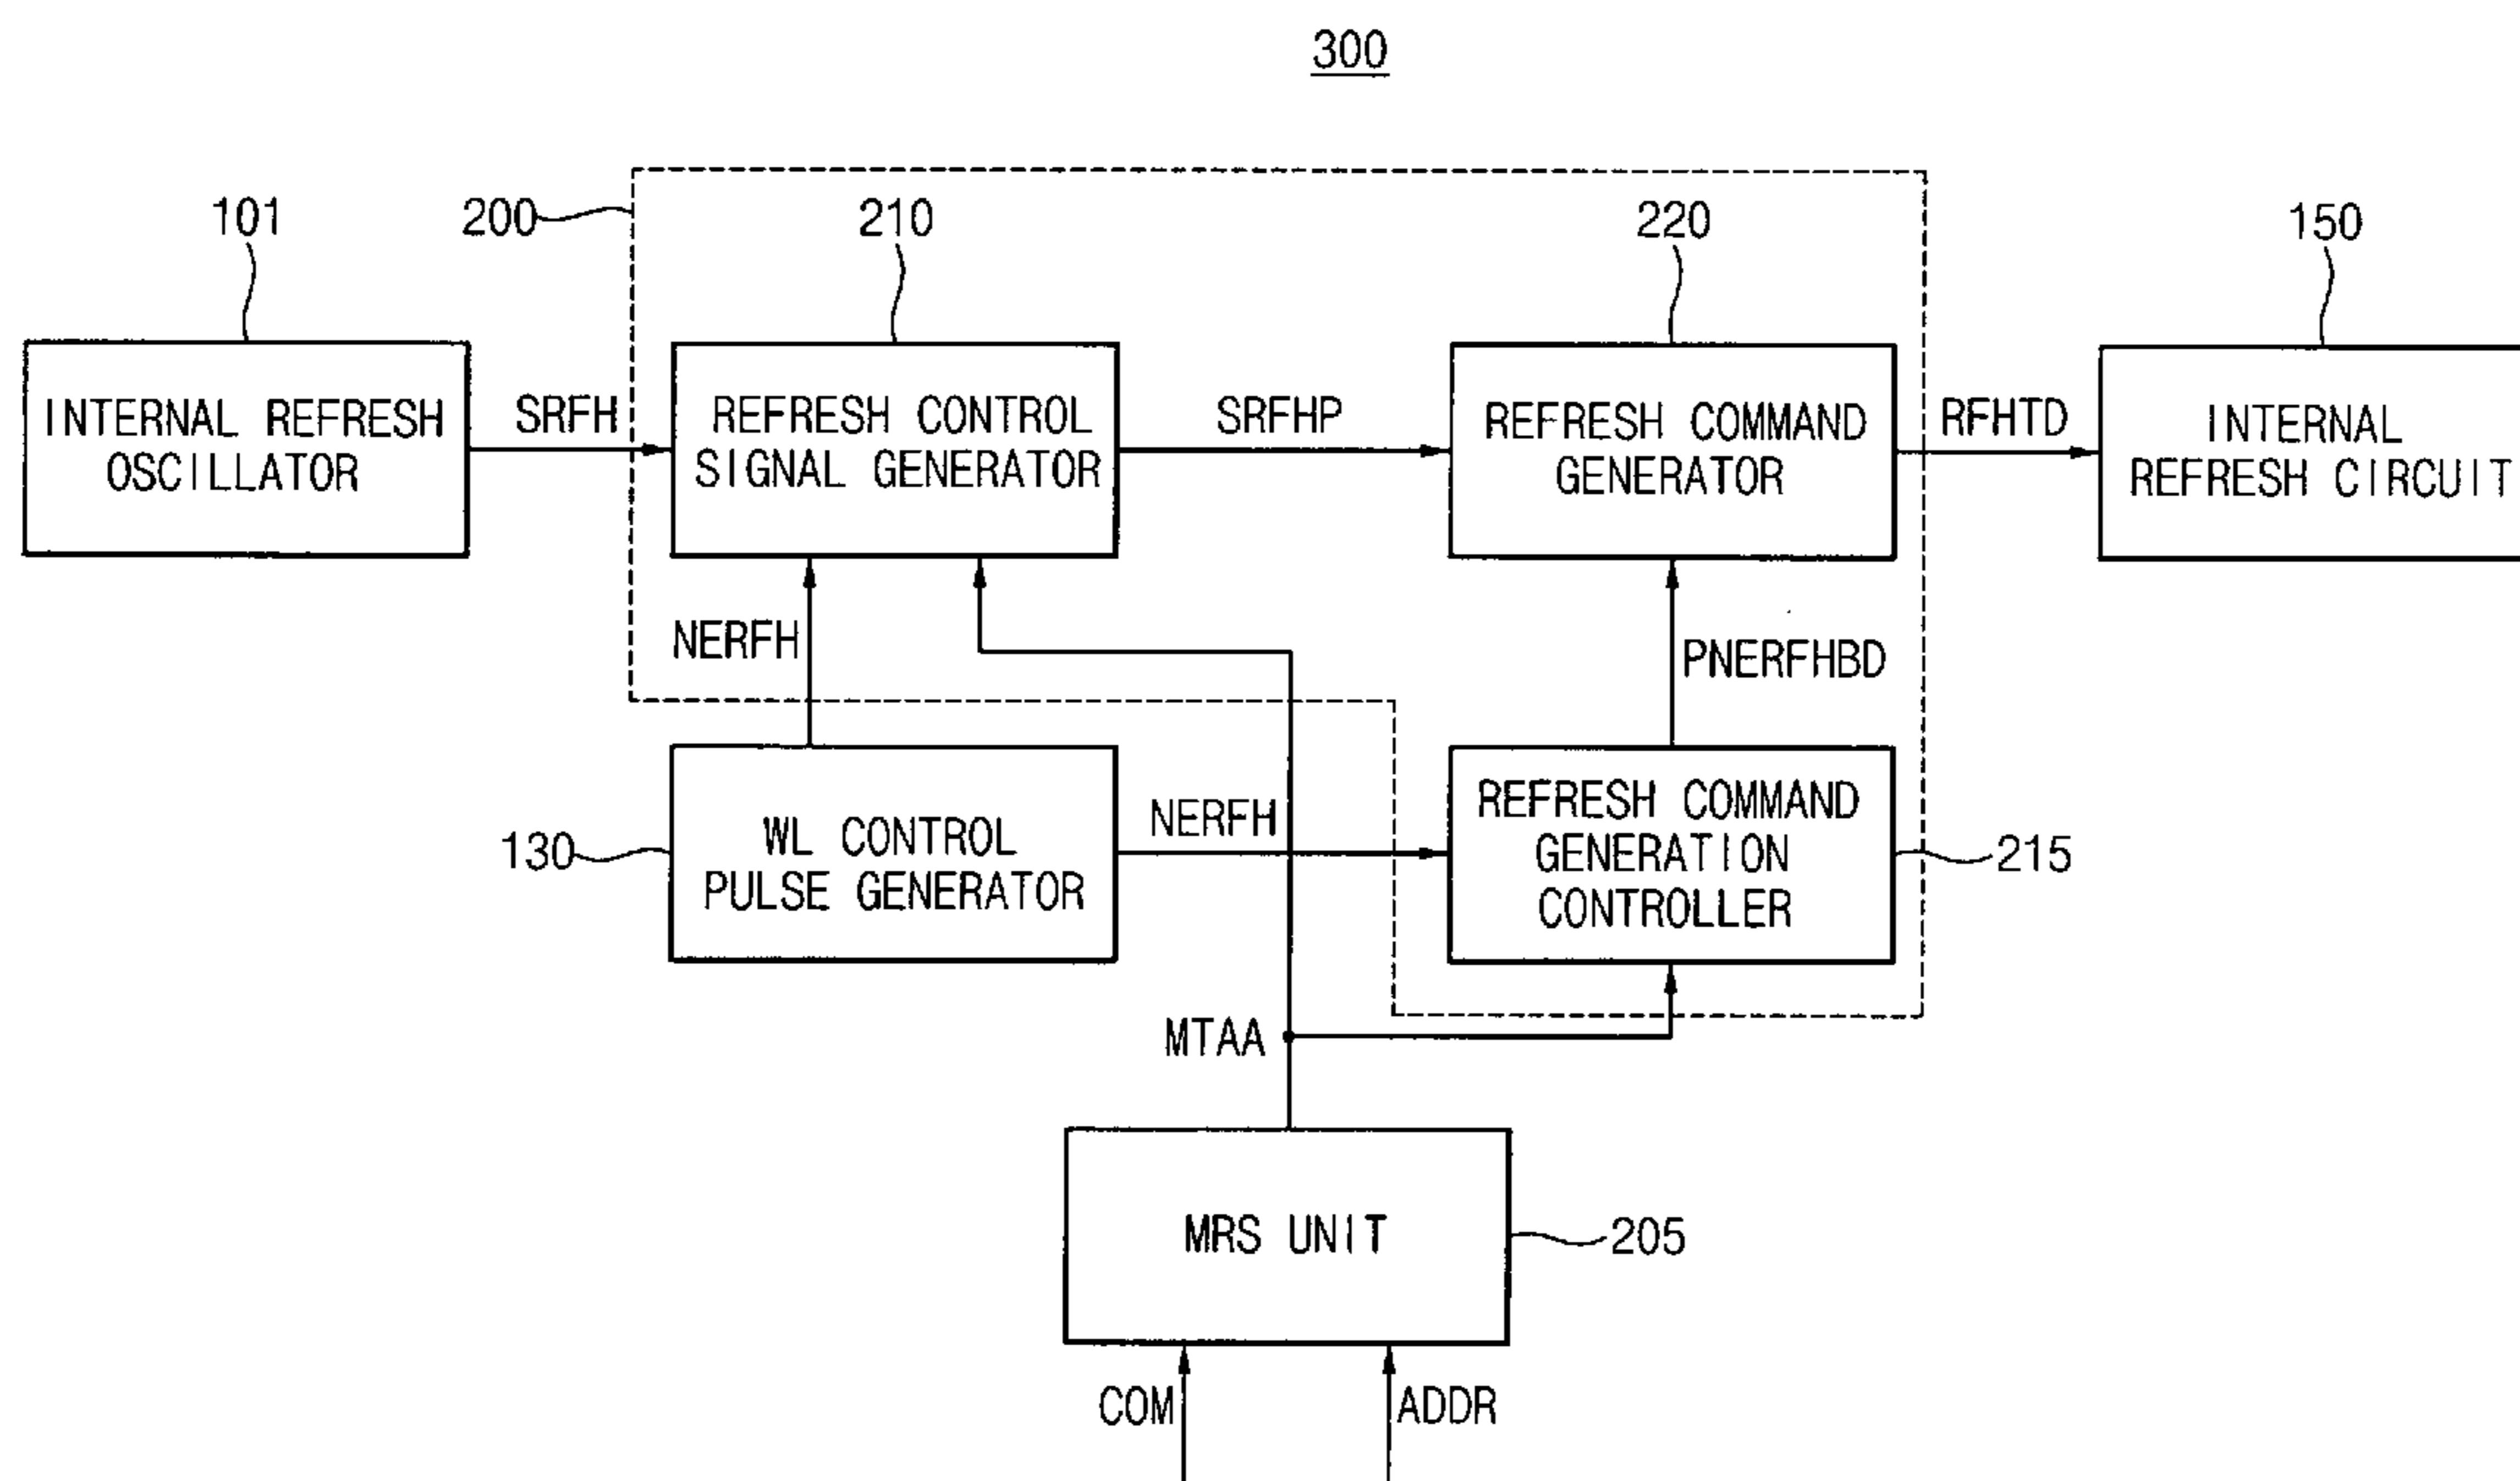 300
101
200
210
220
150
INTERNAL REFRESH
OSCILLATOR
SRFH
REFRESH CONTROL
SIGNAL GENERATOR
SRFHP
REFRESH COMMAND
GENERATOR
RFHTD
INTERNAL
REFRESH CIRCUIT
NERFH
PNERFHBD
130
WL CONTROL
PULSE GENERATOR
NERFH
REFRESH COMMAND
GENERATION
CONTROLLER
215
MTAA
MRS UNIT
205
COM
ADDR